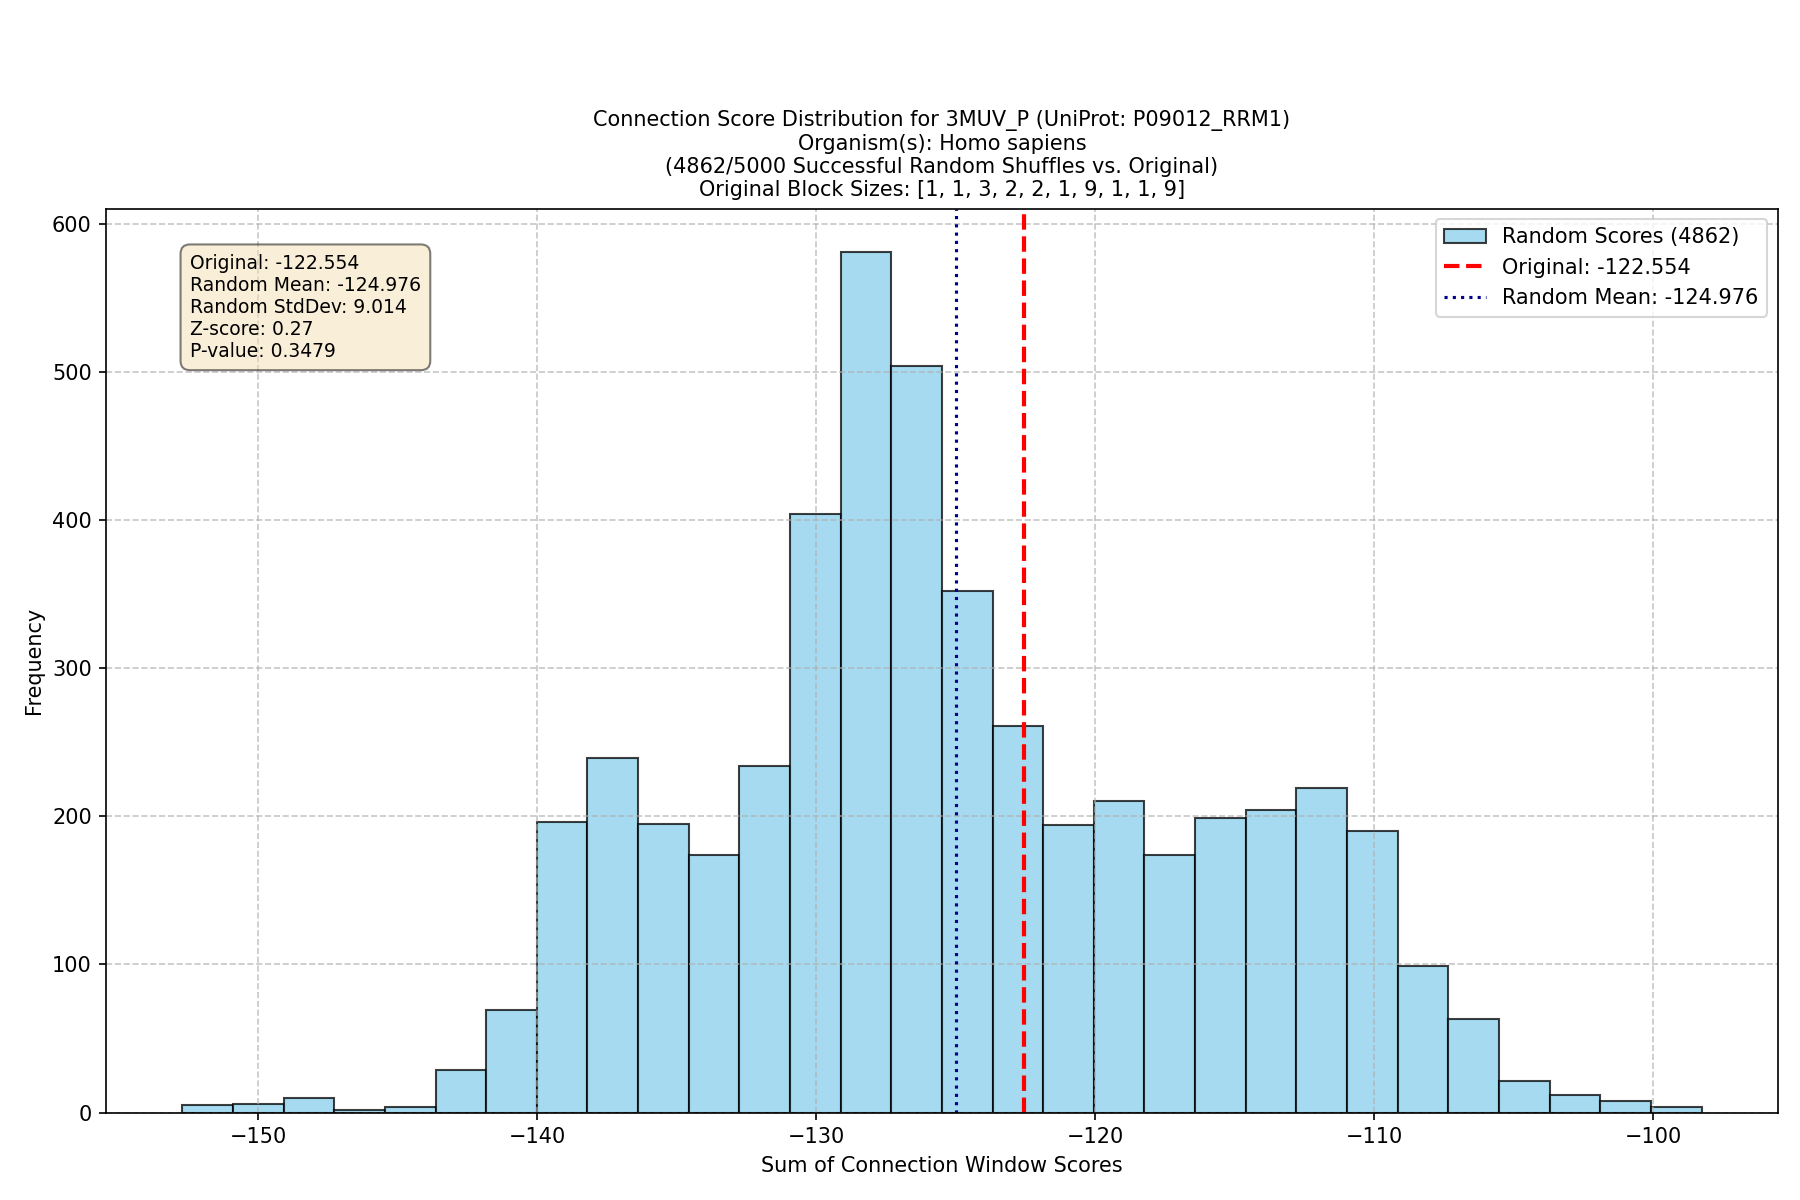 Connection Score Distribution for 3MUV_P (UniProt: P09012_RRM1)
Organism(s): Homo sapiens
(4862/5000 Successful Random Shuffles vs. Original)
Original Block Sizes: [1, 1, 3, 2, 2, 1, 9, 1, 1, 9]
Original: -122.554
Random Mean: -124.976
Random StdDev: 9.014
Z-score: 0.27
P-value: 0.3479
Random Scores (4862)
Original: -122.554
Random Mean: -124.976
Frequency
600
500
400
300
200
100
0
−150
−140
−130
−120
−110
−100
Sum of Connection Window Scores